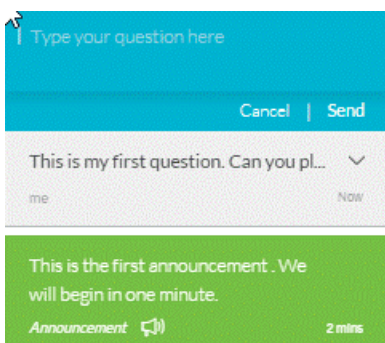 Type your question here
Cancel | Send
This is my first question. Can you pl...
me Now
This is the first announcement . We
will begin in one minute.
Announcement 2 mins